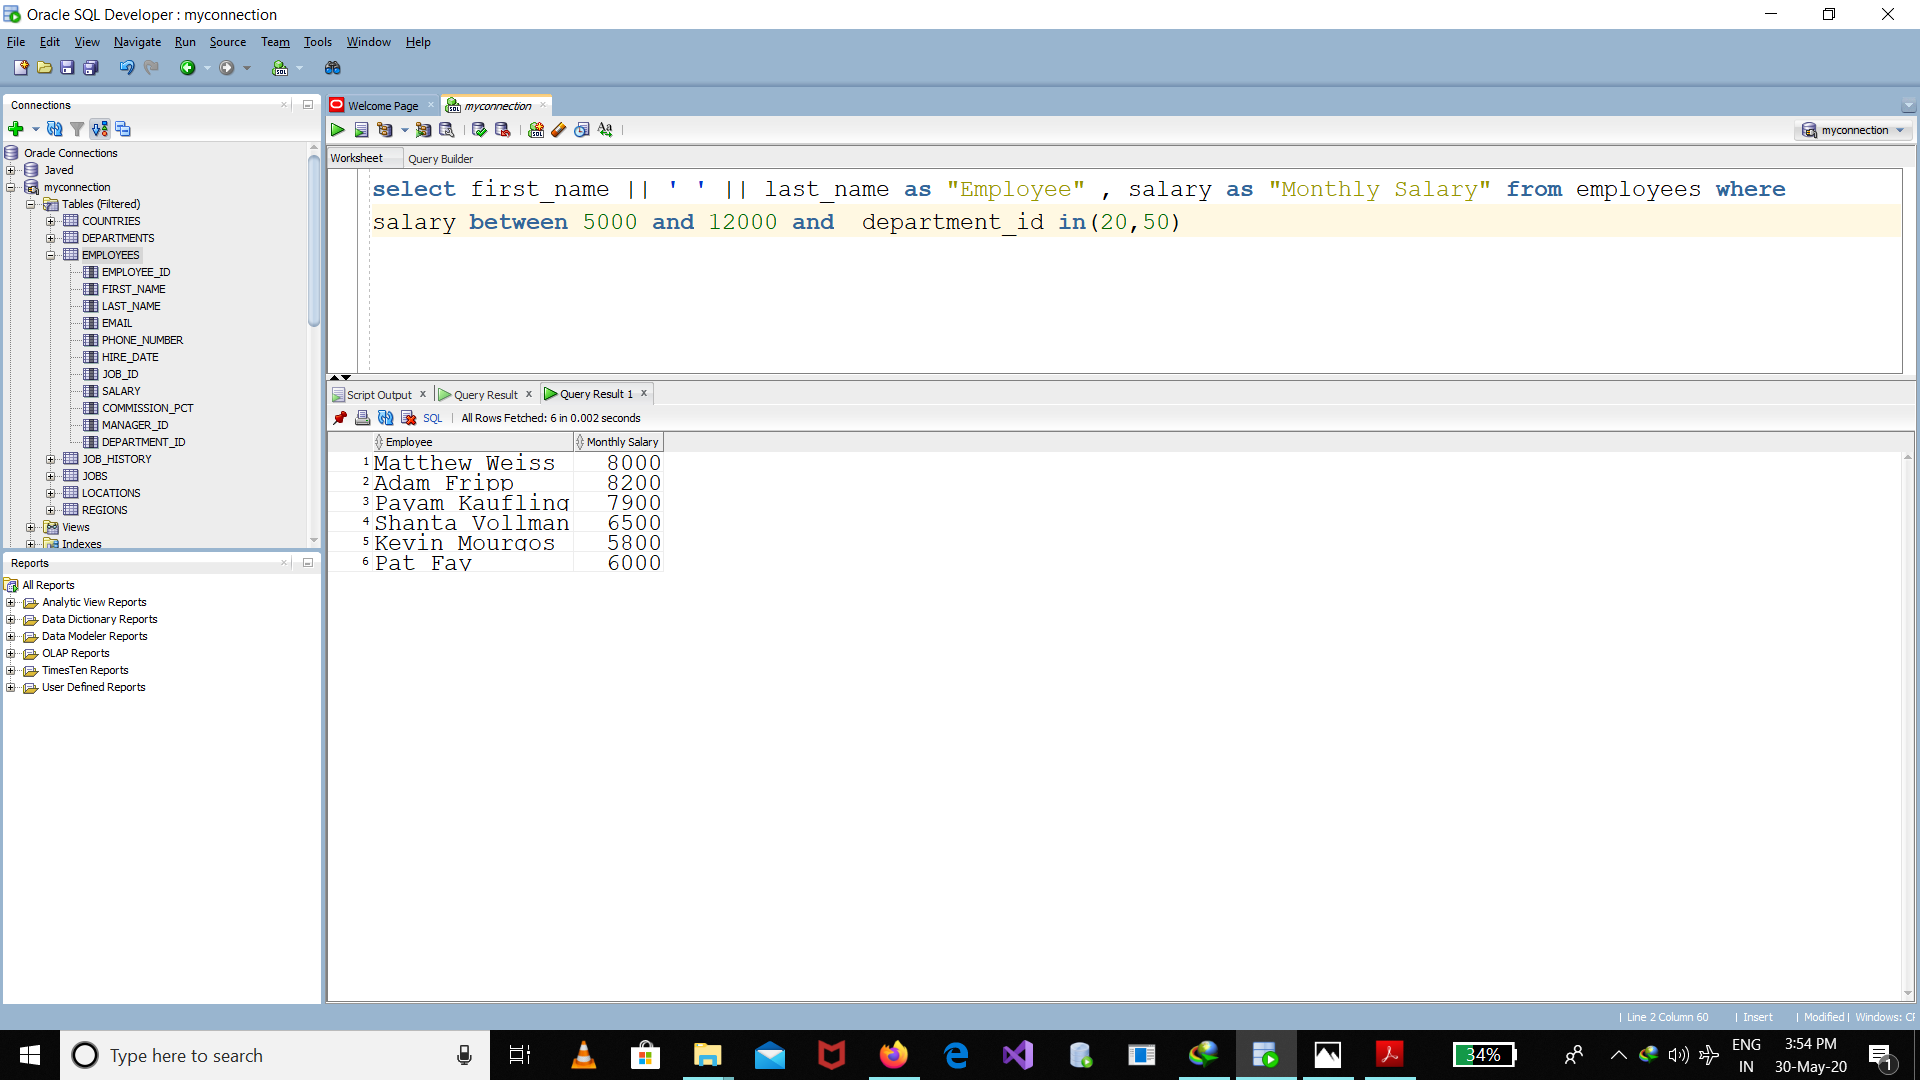 Oracle SQL Developer : myconnection
File Edit View Navigate Run Source Team Tools Window Help
Connections
Oracle Connections
Javed
myconnection
Tables (Filtered)
COUNTRIES
DEPARTMENTS
EMPLOYEES
EMPLOYEE_ID
FIRST_NAME
LAST_NAME
EMAIL
PHONE_NUMBER
HIRE_DATE
JOB_ID
SALARY
COMMISSION_PCT
MANAGER_ID
DEPARTMENT_ID
JOB_HISTORY
JOBS
LOCATIONS
REGIONS
Views
Indexes
Reports
All Reports
Analytic View Reports
Data Dictionary Reports
Data Modeler Reports
OLAP Reports
TimesTen Reports
User Defined Reports
Welcome Page myconnection
myconnection
Worksheet Query Builder
select first_name || ' ' || last_name as "Employee" , salary as "Monthly Salary" from employees where
salary between 5000 and 12000 and  department_id in(20,50)
Script Output Query Result Query Result 1
SQL All Rows Fetched: 6 in 0.002 seconds
Employee Monthly Salary
1 Matthew Weiss 8000
2 Adam Fripp 8200
3 Payam Kaufling 7900
4 Shanta Vollman 6500
5 Kevin Mourgos 5800
6 Pat Fay 6000
Line 2 Column 60 Insert Modified Windows: CR
Type here to search
34%
ENG
IN
3:54 PM
30-May-20
1